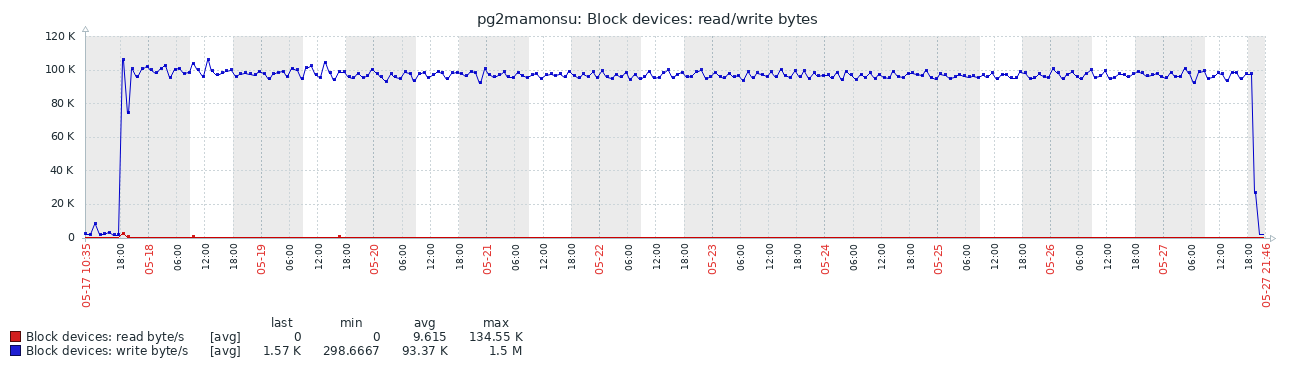 pg2mamonsu: Block devices: read/write bytes
120 K
100 K
80 K
60 K
40 K
20 K
0
05-17 10:35 18:00 05-18 06:00 12:00 18:00 05-19 06:00 12:00 18:00 05-20 06:00 12:00 18:00 05-21 06:00 12:00 18:00 05-22 06:00 12:00 18:00 05-23 06:00 12:00 18:00 05-24 06:00 12:00 18:00 05-25 06:00 12:00 18:00 05-26 06:00 12:00 18:00 05-27 06:00 12:00 18:00 05-27 21:46
last min avg max
Block devices: read byte/s [avg] 0 0 9.615 134.55 K
Block devices: write byte/s [avg] 1.57 K 298.6667 93.37 K 1.5 M